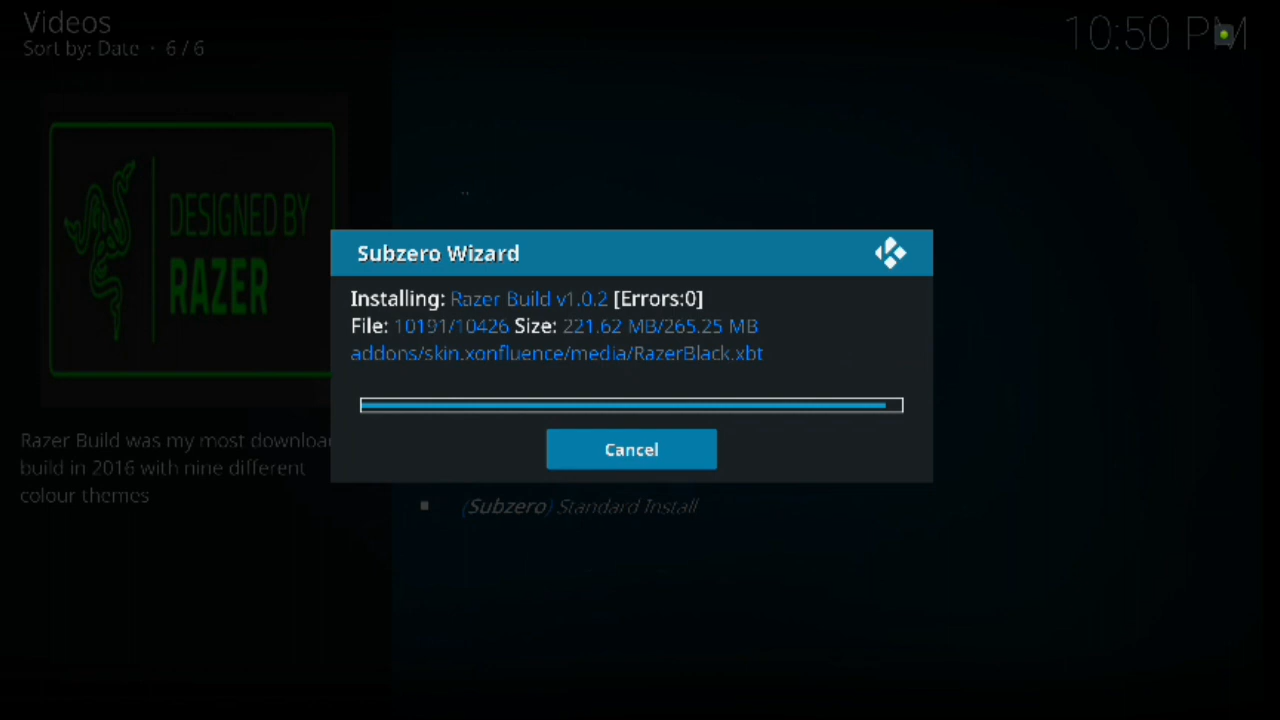 Videos
Sort by: Date · 6 / 6
10:50 PM
DESIGNED BY
RAZER
..
Subzero Wizard
Installing: Razer Build v1.0.2 [Errors:0]
File: 10191/10426 Size: 221.62 MB/265.25 MB
addons/skin.xonfluence/media/RazerBlack.xbt
Cancel
Razer Build was my most
build in 2016 with nine different
colour themes
(Subzero) Standard Install